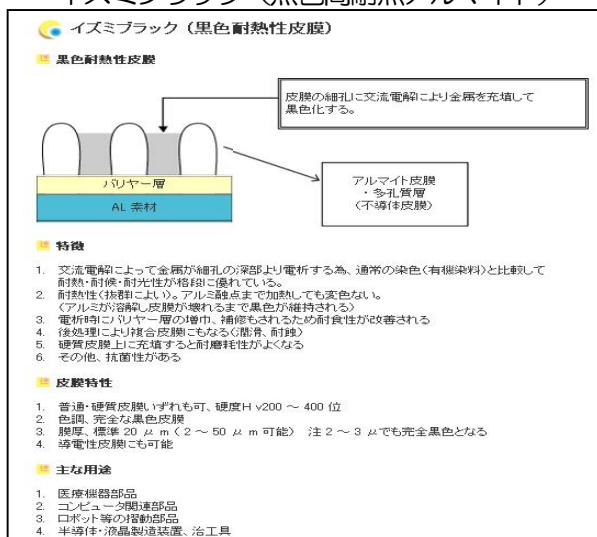 イズミブラック(黒色高耐熱アルマイト)
イズミブラック(黒色耐熱性皮膜)
黒色耐熱性皮膜
皮膜の細孔に交流電解により金属を充填して
黒色化する。
バリヤー層
AL 素材
アルマイト皮膜
・多孔質層
(不導体皮膜)
特徴
1. 交流電解によって金属が細孔の深部より電析する為、通常の染色(有機染料)と比較して
耐熱・耐候・耐光性が格段に優れている。
2. 耐熱性(抜群によい)。アルミ融点まで加熱しても変色ない。
(アルミが溶解し皮膜が壊れるまで黒色が維持される)
3. 電析時にバリヤー層の増巾、補修もされるため耐食性が改善される
4. 後処理により複合皮膜にもなる(潤滑、耐蝕)
5. 硬質皮膜上に充填すると耐磨耗性がよくなる
6. その他、抗菌性がある
皮膜特性
1. 普通・硬質皮膜いずれも可、硬度H v200 ~ 400 位
2. 色調、完全な黒色皮膜
3. 膜厚、標準 20 μ m ( 2 ~ 50 μ m 可能) 注 2 ~ 3 μでも完全黒色となる
4. 導電性皮膜にも可能
主な用途
1. 医療機器部品
2. コンピュータ関連部品
3. ロボット等の摺動部品
4. 半導体・液晶製造装置、治工具